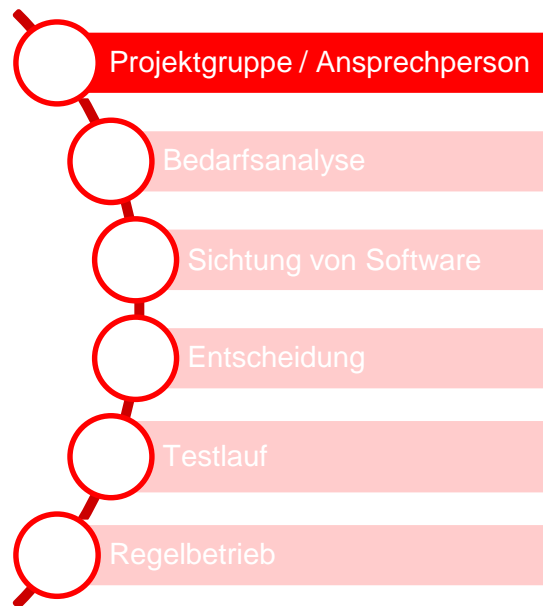 Projektgruppe / Ansprechperson
Bedarfsanalyse
Sichtung von Software
Entscheidung
Testlauf
Regelbetrieb